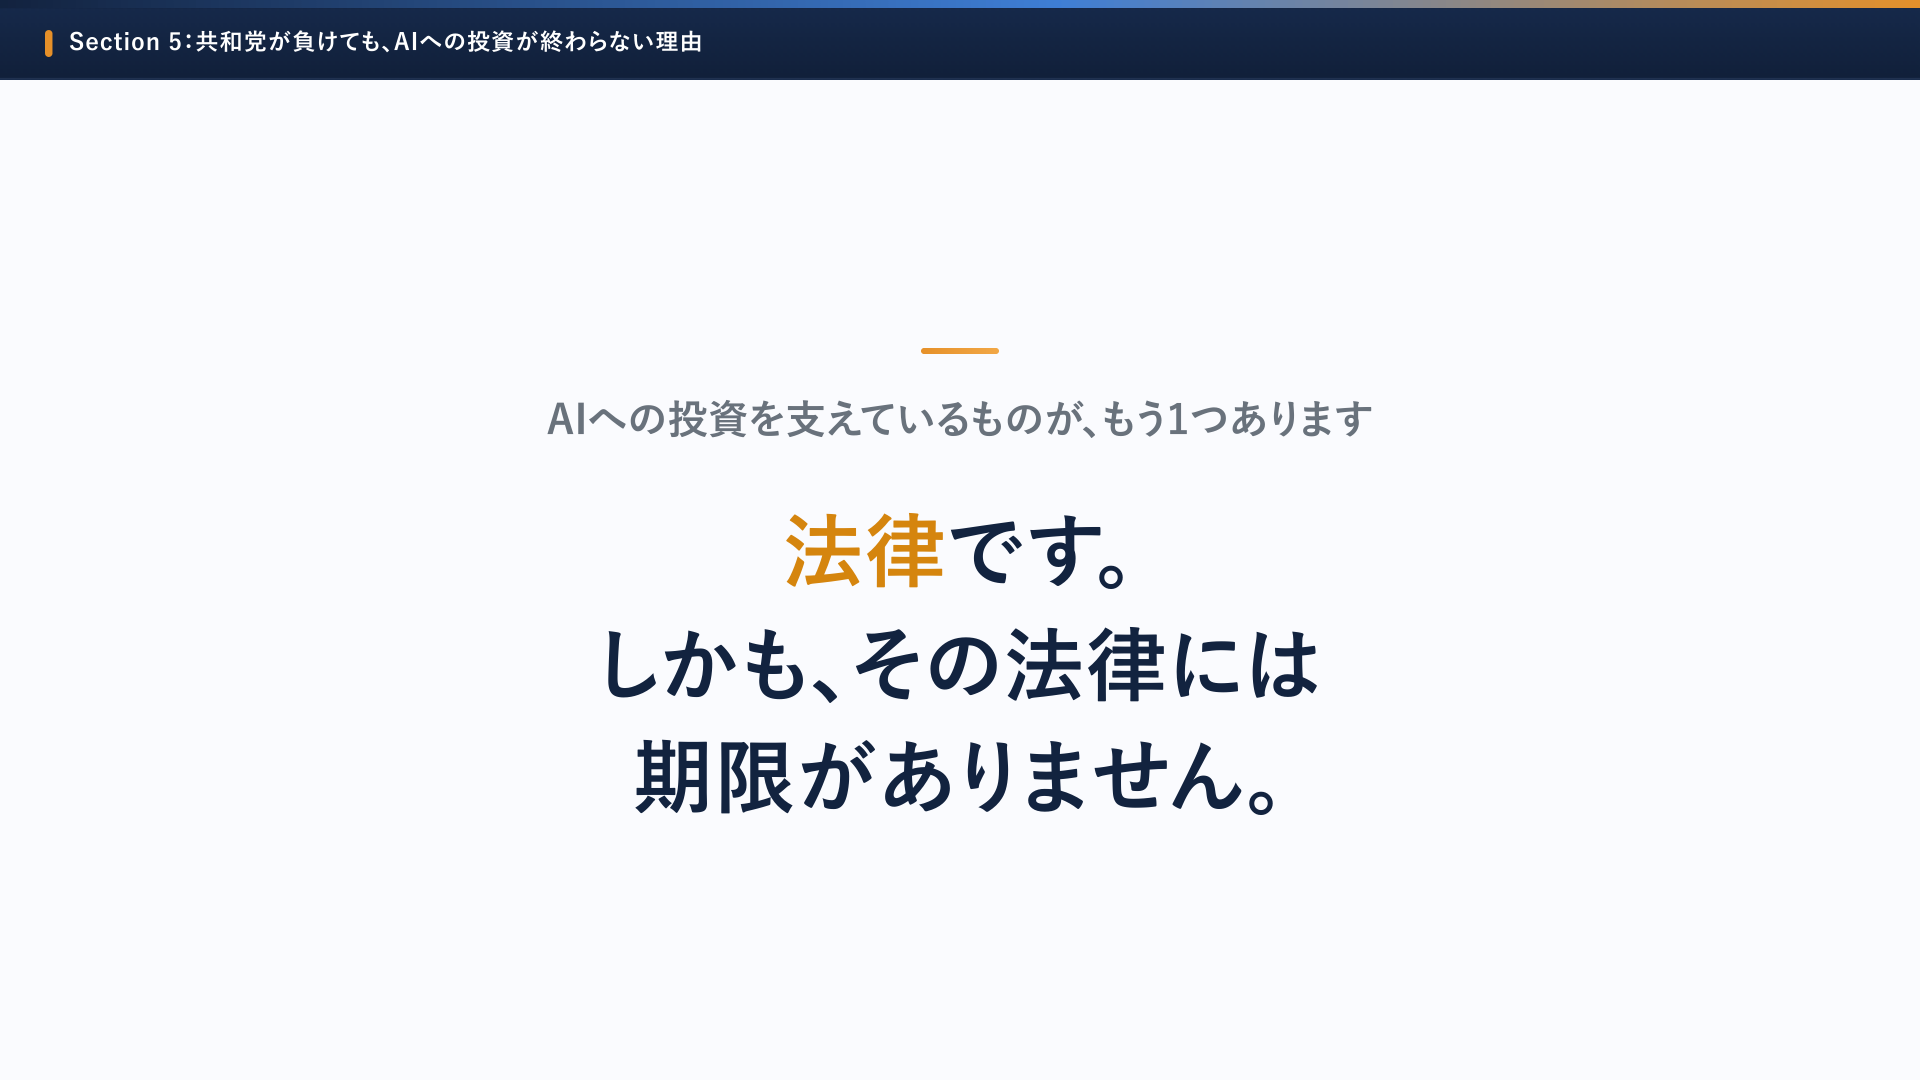 Section 5：共和党が負けても、AIへの投資が終わらない理由
AIへの投資を支えているものが、もう1つあります
法律です。
しかも、その法律には
期限がありません。